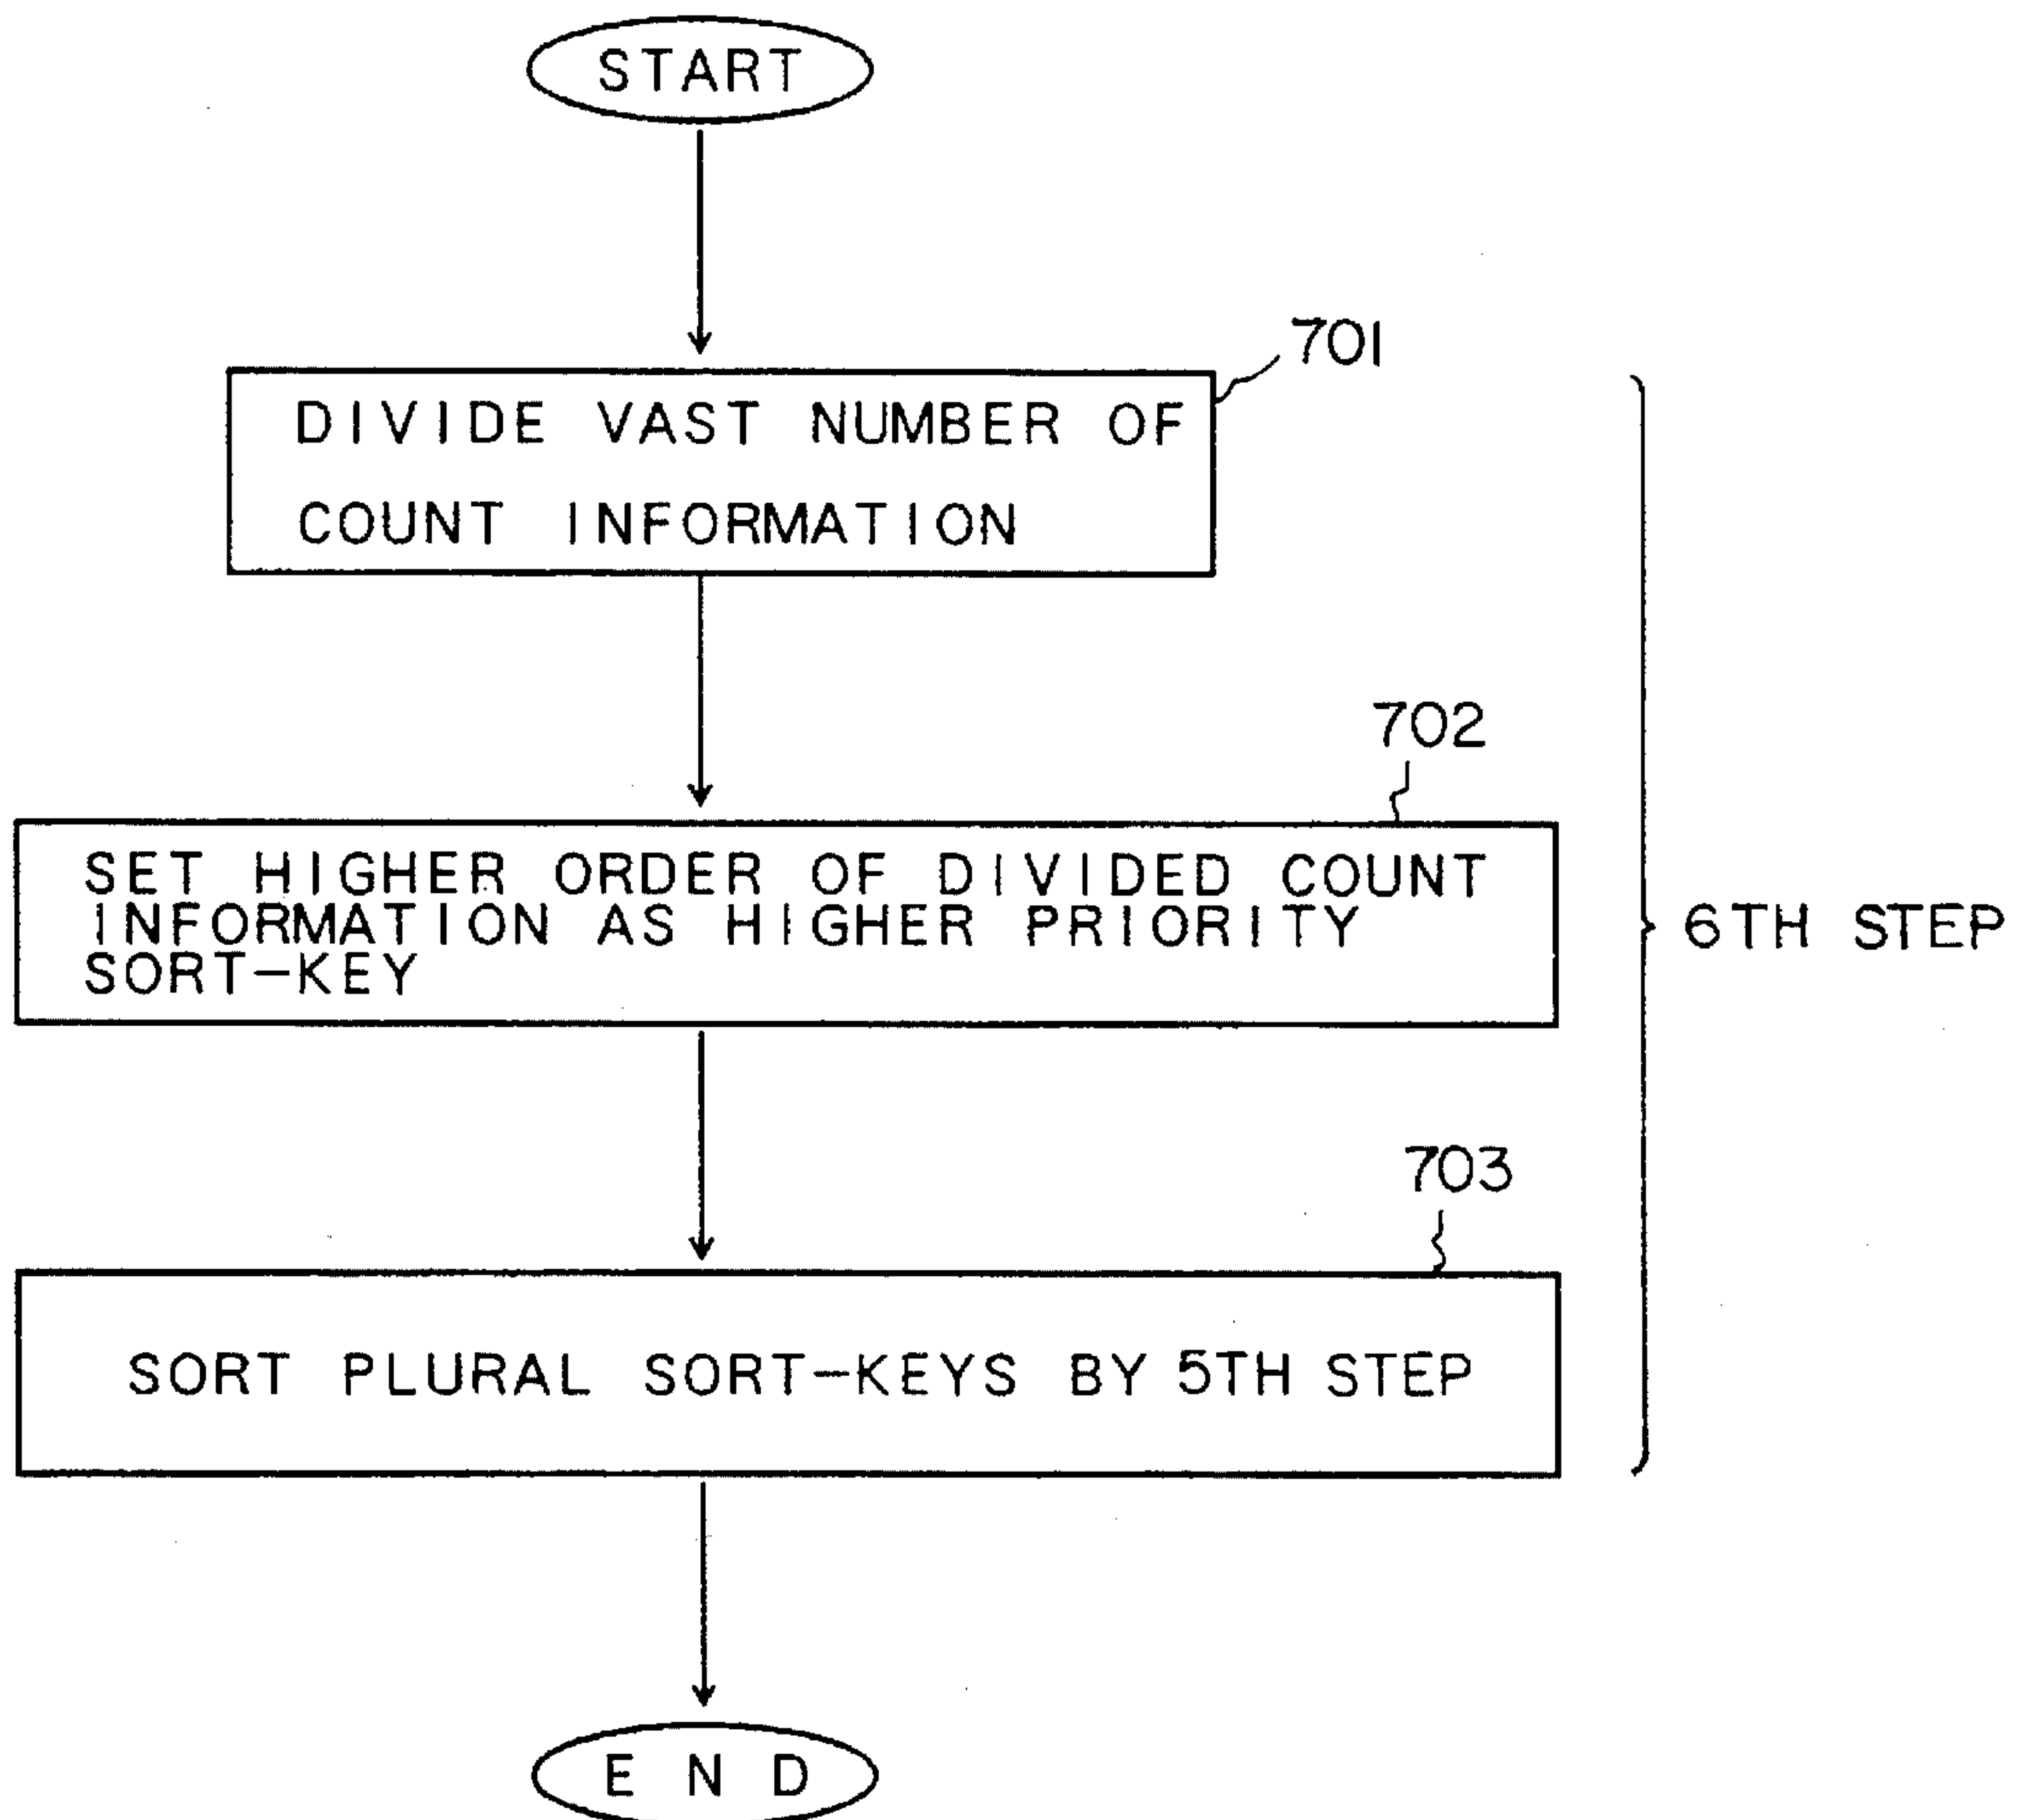 START
701
DIVIDE VAST NUMBER OF
COUNT INFORMATION
702
SET HIGHER ORDER OF DIVIDED COUNT
INFORMATION AS HIGHER PRIORITY
SORT-KEY
6TH STEP
703
SORT PLURAL SORT-KEYS BY 5TH STEP
END